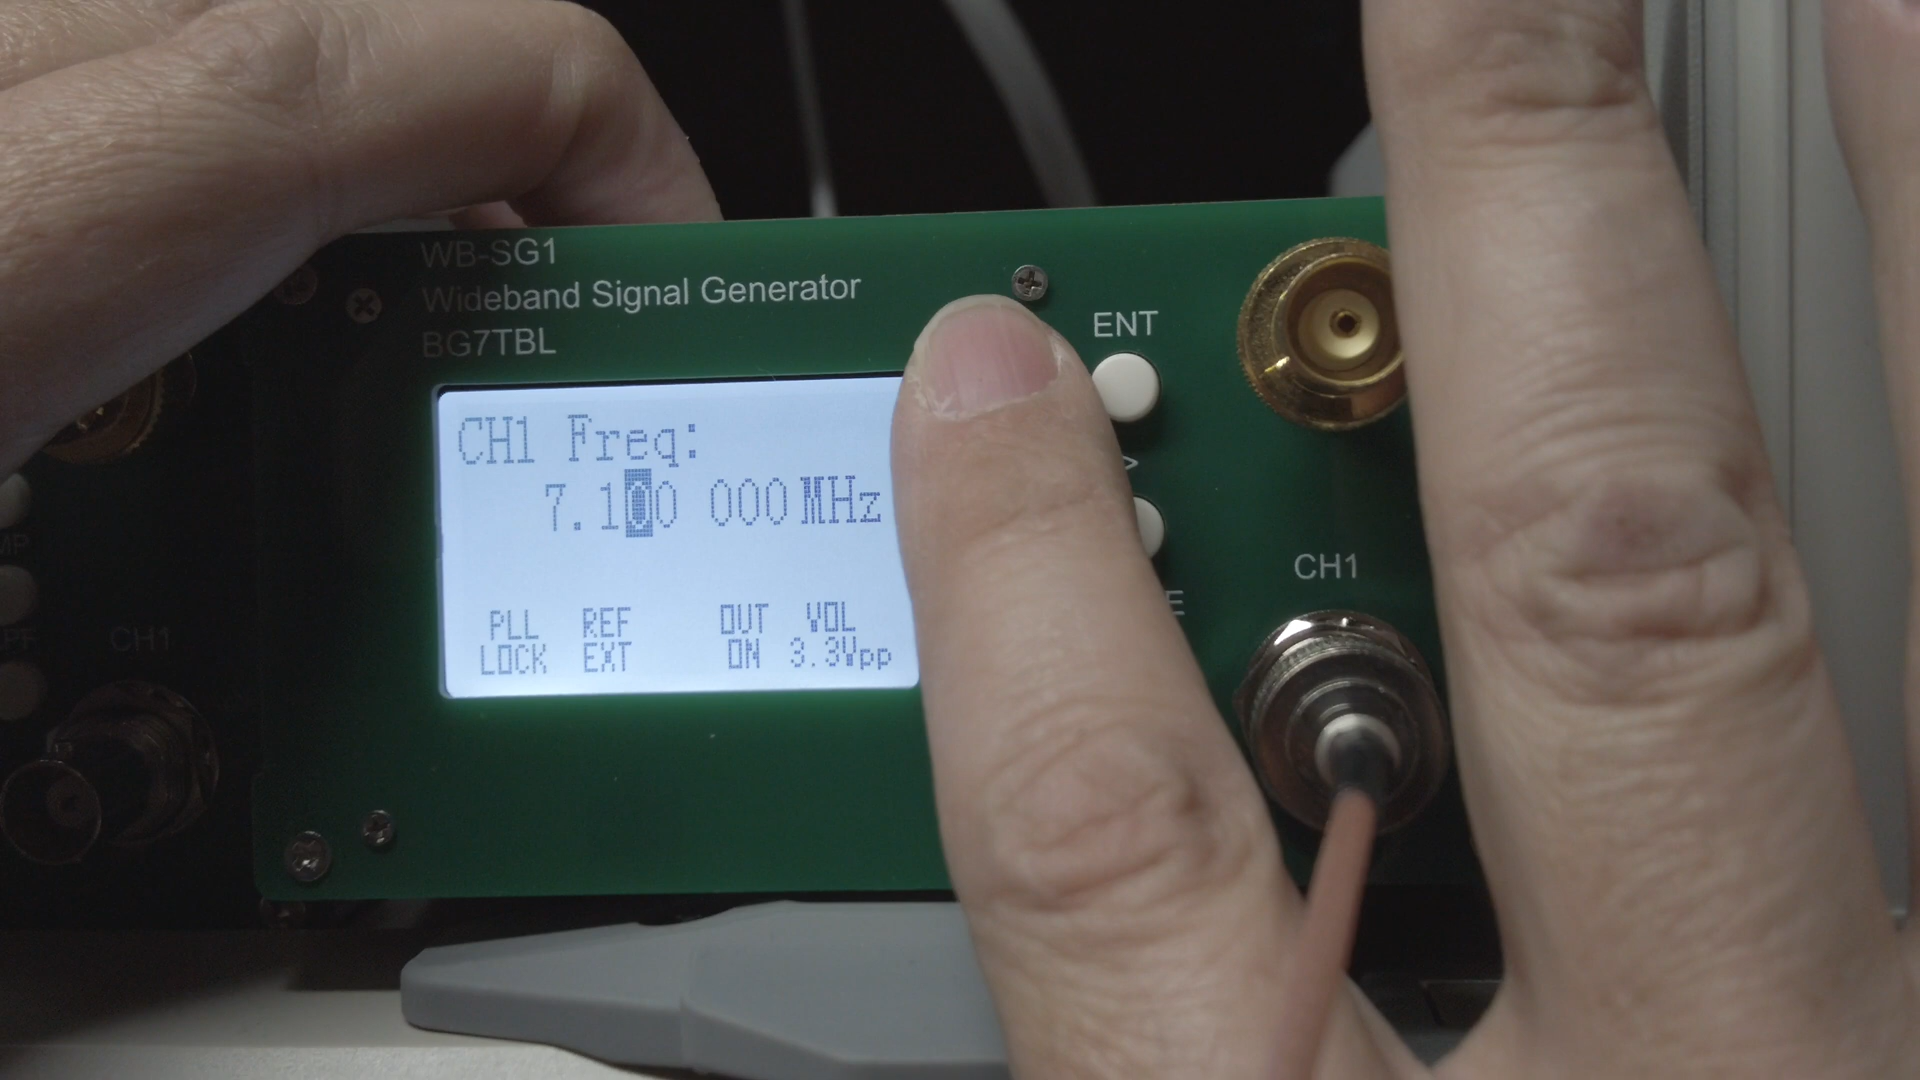 WB-SG1
Wideband Signal Generator
BG7TBL
ENT
CH1 Freq:
7.100 000 MHz
>
CH1
E
PLL REF OUT VOL
LOCK EXT ON 3.3Vpp
MP
CH1